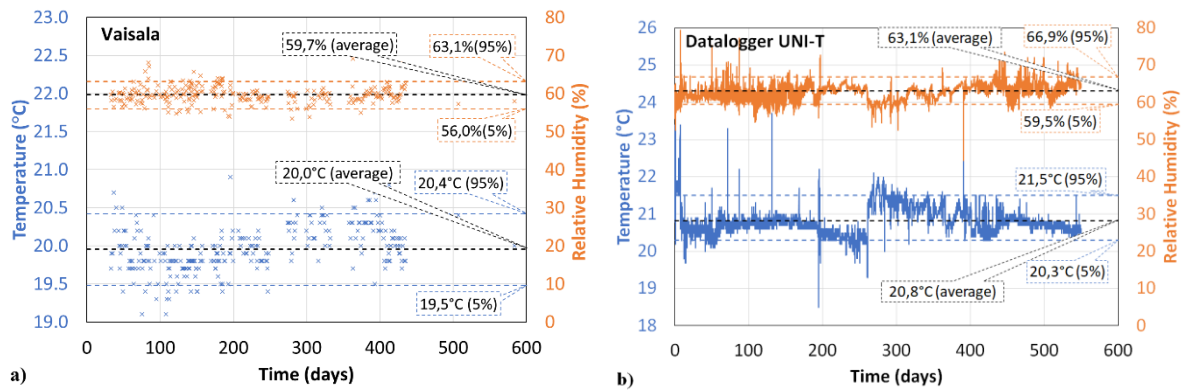 Vaisala
Temperature (°C)
23.0
22.5
22.0
21.5
21.0
20.5
20.0
19.5
19.0
59,7% (average)
63,1% (95%)
56,0% (5%)
20,0°C (average)
20,4°C (95%)
19,5°C (5%)
80
70
60
50
40
30
20
10
0
Relative Humidity (%)
0 100 200 300 400 500 600
Time (days)
a)
Datalogger UNI-T
Temperature (°C)
26
25
24
23
22
21
20
19
18
63,1% (average)
66,9% (95%)
59,5% (5%)
21,5°C (95%)
20,3°C (5%)
20,8°C (average)
80
70
60
50
40
30
20
10
0
Relative Humidity (%)
0 100 200 300 400 500 600
Time (days)
b)